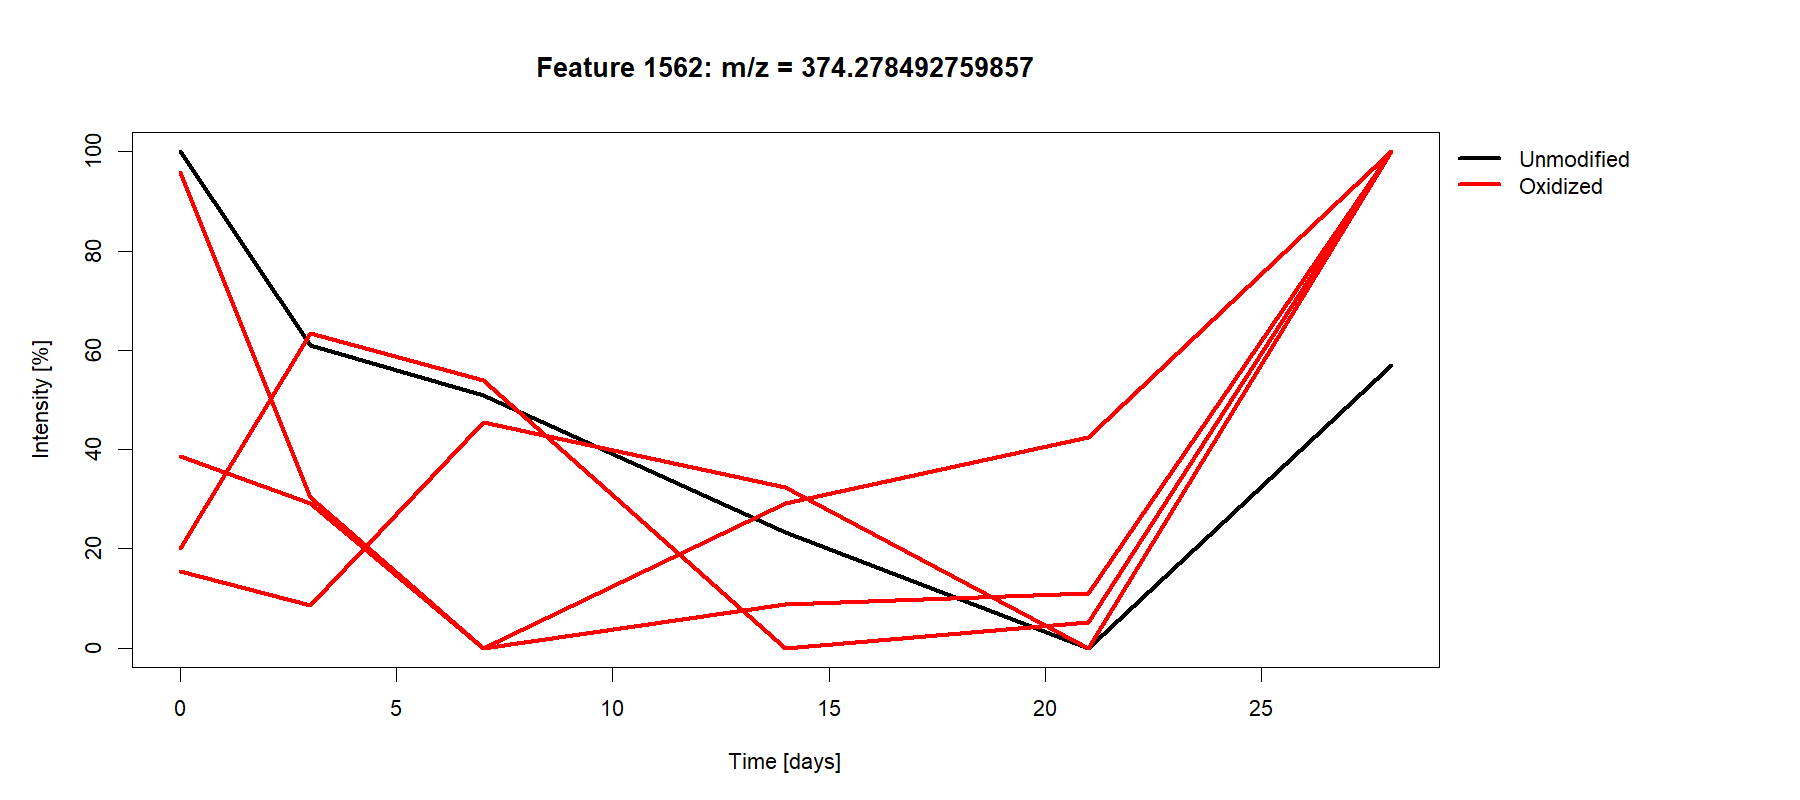 Feature 1562: m/z = 374.278492759857
Intensity [%]
100
80
60
40
20
0
0 5 10 15 20 25
Time [days]
Unmodified
Oxidized